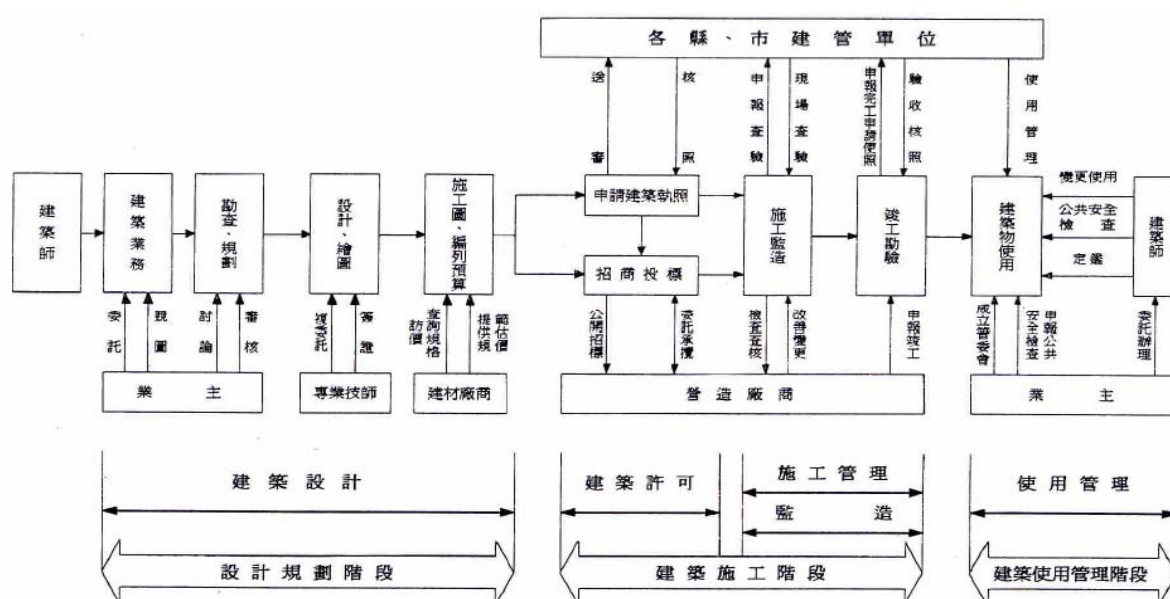 各縣、市建管單位
送審
核照
申報查驗
現場查驗
申報完工申請使照
驗收核照
使用管理
建築師
建築業務
勘查、規劃
設計、繪圖
施工圖、編列預算
申請建築執照
招商投標
施工監造
竣工勘驗
建築物使用
變更使用
公共安全
檢查
定鑑
建築師
委託
競圖
討論
審核
複委託
簽證
訪價
查詢規格
提供規
範估價
公開招標
委託承攬
檢查查核
改善變更
申報竣工
成立管委會
安全檢查
申報公共
委託辦理
業主
專業技師
建材廠商
營造廠商
業主
建築設計
建築許可
施工管理
監造
使用管理
設計規劃階段
建築施工階段
建築使用管理階段